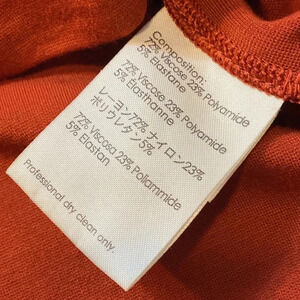 Composition:
72% Viscose 23% Polyamide
5% Elastane
72% Viscose 23% Polyamide
5% Elasthanne
レーヨン72% ナイロン23%
ポリウレタン5%
72% Viscosa 23% Poliammide
5% Elastan
Professional dry clean only.